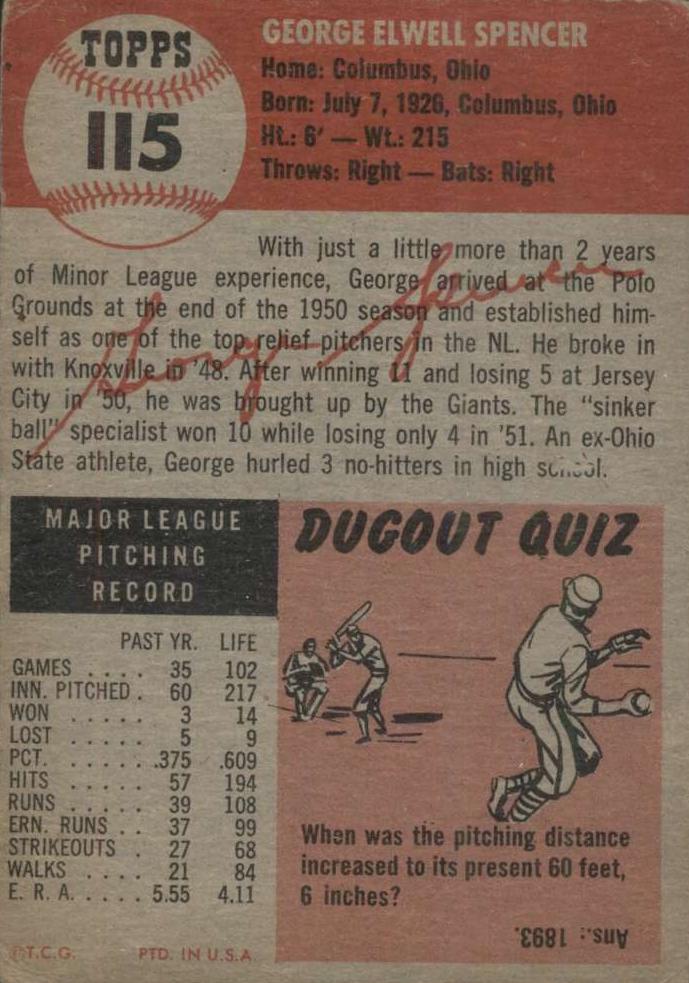 TOPPS
115
GEORGE ELWELL SPENCER
Home: Columbus, Ohio
Born: July 7, 1926, Columbus, Ohio
Ht.: 6' — Wt.: 215
Throws: Right — Bats: Right
With just a little more than 2 years
of Minor League experience, George arrived at the Polo
Grounds at the end of the 1950 season and established him-
self as one of the top relief pitchers in the NL. He broke in
with Knoxville in '48. After winning 11 and losing 5 at Jersey
City in '50, he was brought up by the Giants. The "sinker
ball" specialist won 10 while losing only 4 in '51. An ex-Ohio
State athlete, George hurled 3 no-hitters in high school.
George Spencer
MAJOR LEAGUE
PITCHING
RECORD
PAST YR. LIFE
GAMES .... 35 102
INN. PITCHED . 60 217
WON ..... 3 14
LOST ..... 5 9
PCT. ..... .375 .609
HITS ..... 57 194
RUNS ..... 39 108
ERN. RUNS .. 37 99
STRIKEOUTS . 27 68
WALKS .... 21 84
E. R. A. .... 5.55 4.11
©T.C.G. PTD. IN U.S.A
DUGOUT QUIZ
When was the pitching distance
increased to its present 60 feet,
6 inches?
Ans.: 1893.